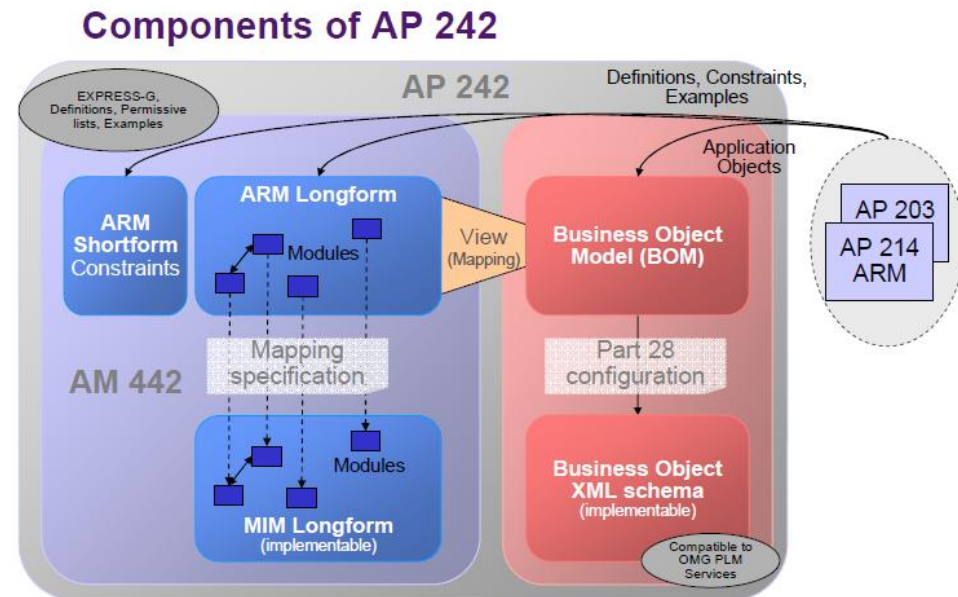 Components of AP 242
EXPRESS-G,
Definitions, Permissive
lists, Examples
AP 242
Definitions, Constraints,
Examples
Application
Objects
ARM
Shortform
Constraints
ARM Longform
Modules
View
(Mapping)
Business Object
Model (BOM)
AP 203
AP 214
ARM
AM 442
Mapping
specification
Part 28
configuration
Modules
MIM Longform
(implementable)
Business Object
XML schema
(implementable)
Compatible to
OMG PLM
Services